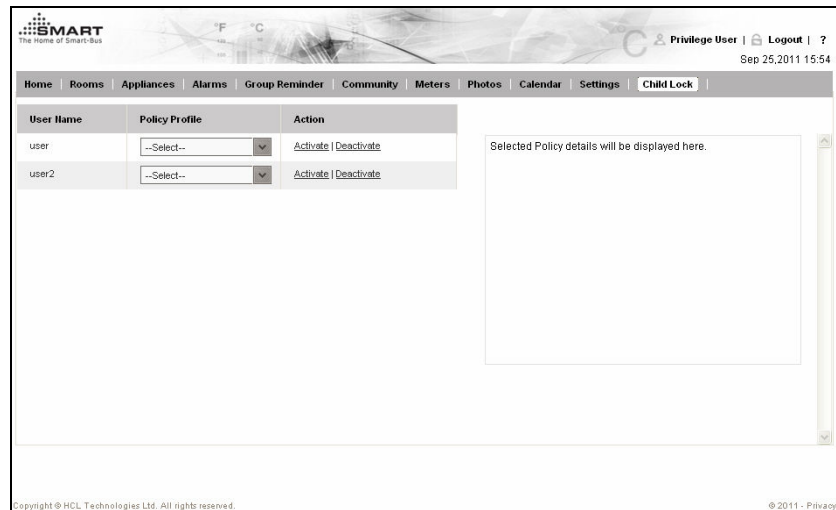 SMART
The Home of Smart-Bus
°F °C
°C
Privilege User | Logout | ?
Sep 25,2011 15:54
Home | Rooms | Appliances | Alarms | Group Reminder | Community | Meters | Photos | Calendar | Settings | Child Lock |
User Name Policy Profile Action
user --Select-- Activate | Deactivate
user2 --Select-- Activate | Deactivate
Selected Policy details will be displayed here.
Copyright © HCL Technologies Ltd. All rights reserved.
© 2011 - Privacy